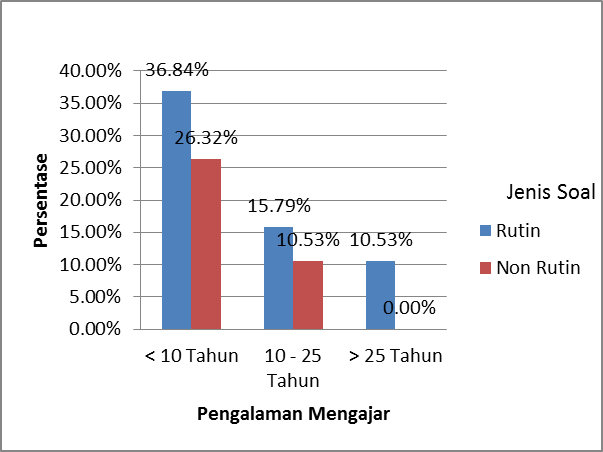 40.00%
35.00%
30.00%
25.00%
20.00%
15.00%
10.00%
5.00%
0.00%
Persentase
36.84%
26.32%
15.79%
10.53%
10.53%
0.00%
< 10 Tahun
10 - 25
Tahun
> 25 Tahun
Pengalaman Mengajar
Jenis Soal
Rutin
Non Rutin